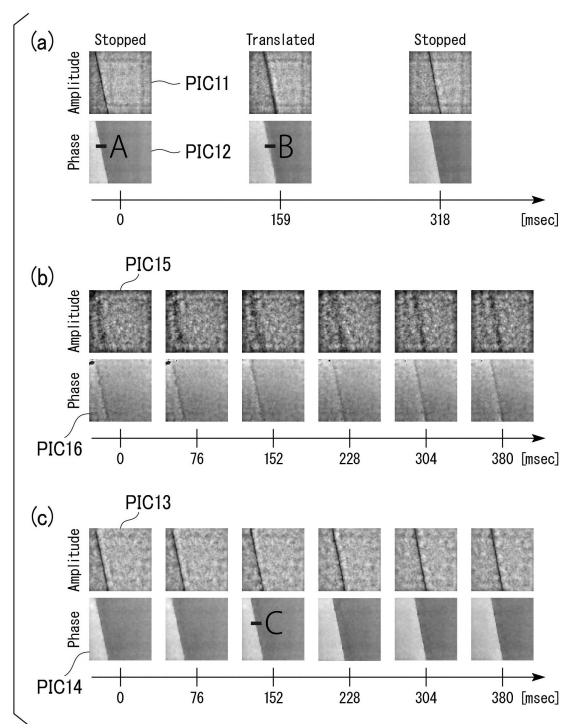 (a)
Stopped Translated Stopped
Amplitude
PIC11
Phase
A
PIC12
B
0 159 318 [msec]
(b)
PIC15
Amplitude
Phase
PIC16
0 76 152 228 304 380 [msec]
(c)
PIC13
Amplitude
Phase
C
PIC14
0 76 152 228 304 380 [msec]